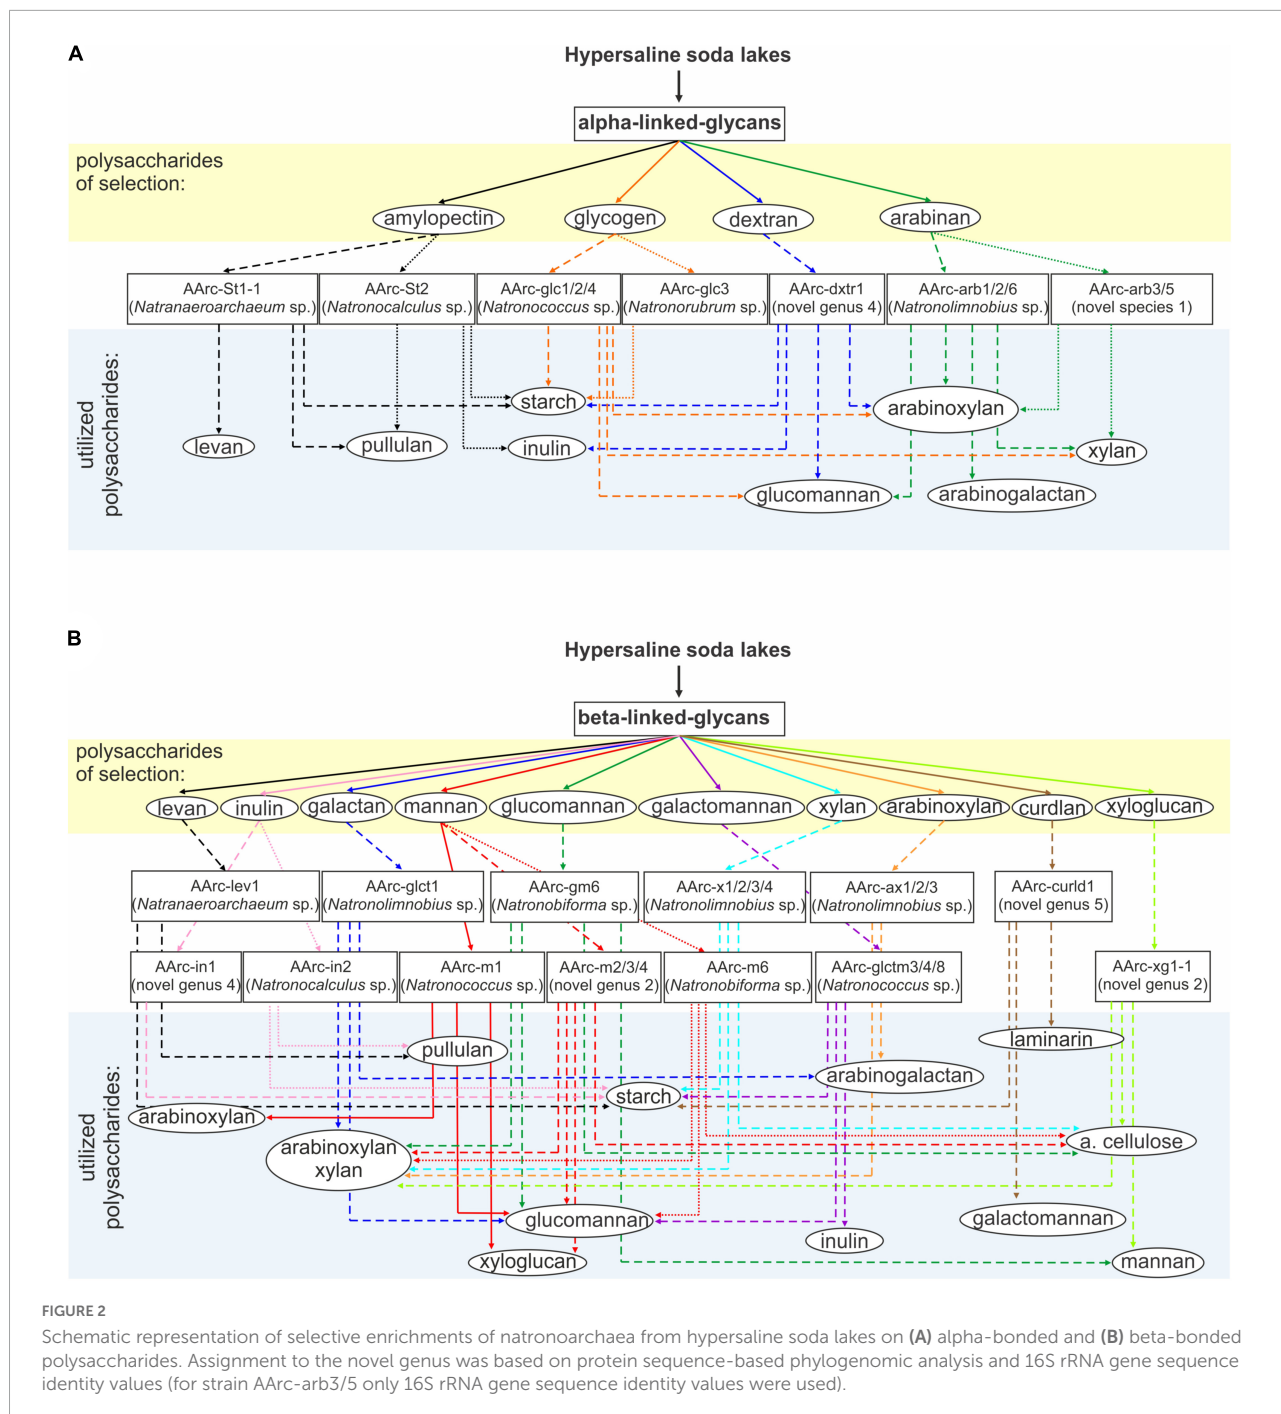 A
Hypersaline soda lakes
alpha-linked-glycans
polysaccharides
of selection:
amylopectin
glycogen
dextran
arabinan
AArc-St1-1
(Natranaeroarchaeum sp.)
AArc-St2
(Natronocalculus sp.)
AArc-glc1/2/4
(Natronococcus sp.)
AArc-glc3
(Natronorubrum sp.)
AArc-dxtr1
(novel genus 4)
AArc-arb1/2/6
(Natronolimnobius sp.)
AArc-arb3/5
(novel species 1)
utilized
polysaccharides:
starch
arabinoxylan
levan
pullulan
inulin
xylan
glucomannan
arabinogalactan
B
Hypersaline soda lakes
beta-linked-glycans
polysaccharides
of selection:
levan
inulin
galactan
mannan
glucomannan
galactomannan
xylan
arabinoxylan
curdlan
xyloglucan
AArc-lev1
(Natranaeroarchaeum sp.)
AArc-glct1
(Natronolimnobius sp.)
AArc-gm6
(Natronobiforma sp.)
AArc-x1/2/3/4
(Natronolimnobius sp.)
AArc-ax1/2/3
(Natronolimnobius sp.)
AArc-curld1
(novel genus 5)
AArc-in1
(novel genus 4)
AArc-in2
(Natronocalculus sp.)
AArc-m1
(Natronococcus sp.)
AArc-m2/3/4
(novel genus 2)
AArc-m6
(Natronobiforma sp.)
AArc-glctm3/4/8
(Natronococcus sp.)
AArc-xg1-1
(novel genus 2)
utilized
polysaccharides:
pullulan
laminarin
arabinogalactan
starch
arabinoxylan
arabinoxylan
xylan
a. cellulose
glucomannan
galactomannan
inulin
xyloglucan
mannan
FIGURE 2
Schematic representation of selective enrichments of natronoarchaea from hypersaline soda lakes on (A) alpha-bonded and (B) beta-bonded
polysaccharides. Assignment to the novel genus was based on protein sequence-based phylogenomic analysis and 16S rRNA gene sequence
identity values (for strain AArc-arb3/5 only 16S rRNA gene sequence identity values were used).